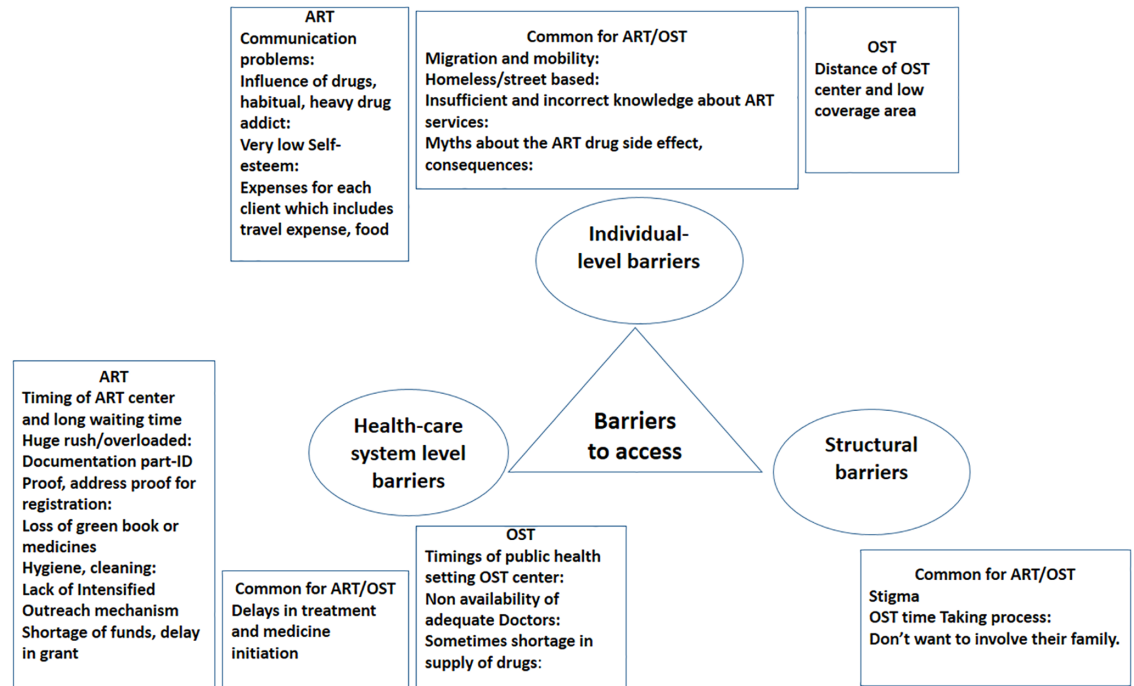 ART
Communication
problems:
Influence of drugs,
habitual, heavy drug
addict:
Very low Self-
esteem:
Expenses for each
client which includes
travel expense, food
Common for ART/OST
Migration and mobility:
Homeless/street based:
Insufficient and incorrect knowledge about ART
services:
Myths about the ART drug side effect,
consequences:
OST
Distance of OST
center and low
coverage area
Individual-
level barriers
Health-care
system level
barriers
Barriers
to access
Structural
barriers
ART
Timing of ART center
and long waiting time
Huge rush/overloaded:
Documentation part-ID
Proof, address proof for
registration:
Loss of green book or
medicines
Hygiene, cleaning:
Lack of Intensified
Outreach mechanism
Shortage of funds, delay
in grant
Common for ART/OST
Delays in treatment
and medicine
initiation
OST
Timings of public health
setting OST center:
Non availability of
adequate Doctors:
Sometimes shortage in
supply of drugs:
Common for ART/OST
Stigma
OST time Taking process:
Don’t want to involve their family.